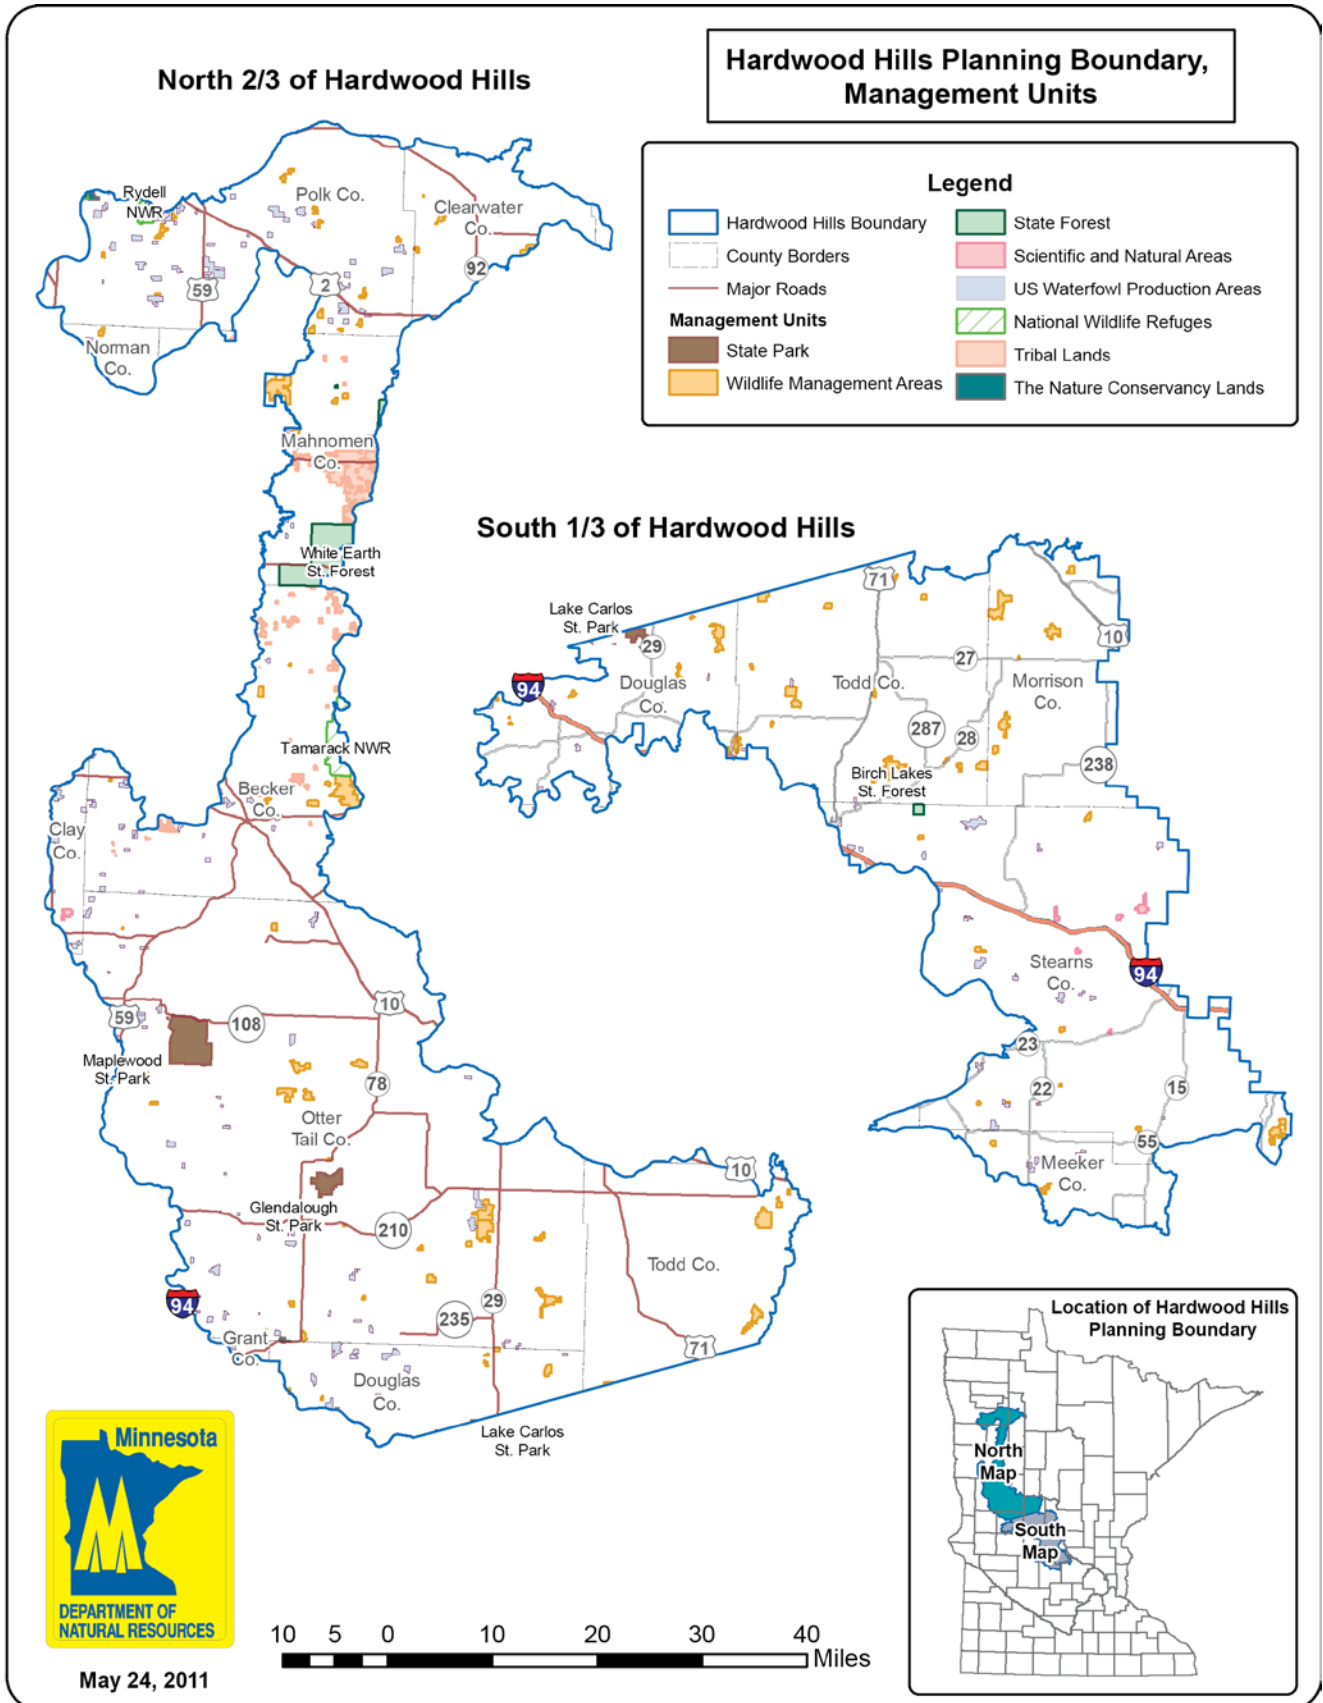 Hardwood Hills Planning Boundary,
Management Units
North 2/3 of Hardwood Hills
Legend
Hardwood Hills Boundary
County Borders
Major Roads
Management Units
State Park
Wildlife Management Areas
State Forest
Scientific and Natural Areas
US Waterfowl Production Areas
National Wildlife Refuges
Tribal Lands
The Nature Conservancy Lands
Rydell
NWR
Polk Co.
Clearwater
Co.
92
59
2
Norman
Co.
Mahnomen
Co.
White Earth
St. Forest
Tamarack NWR
Becker
Co.
Clay
Co.
59
108
10
Maplewood
St. Park
78
Otter
Tail Co.
Glendalough
St. Park
210
10
Todd Co.
94
29
235
71
Grant
Co.
Douglas
Co.
Lake Carlos
St. Park
South 1/3 of Hardwood Hills
71
Lake Carlos
St. Park
29
10
27
94
Douglas
Co.
Todd Co.
Morrison
Co.
287
28
238
Birch Lakes
St. Forest
Stearns
Co.
94
23
22
15
55
Meeker
Co.
Location of Hardwood Hills
Planning Boundary
North
Map
South
Map
Minnesota
DEPARTMENT OF
NATURAL RESOURCES
May 24, 2011
10 5 0 10 20 30 40
Miles